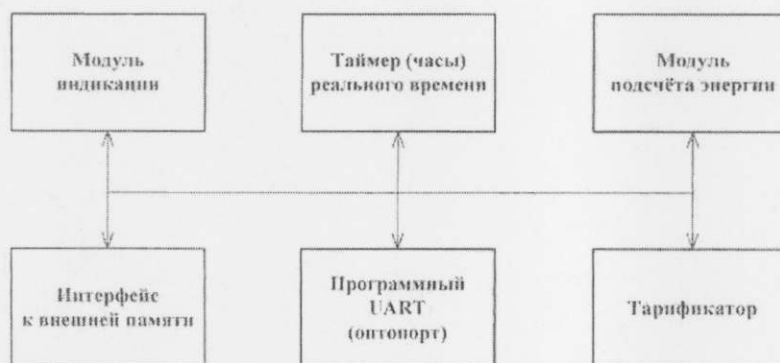 Модуль
индикации
Таймер (часы)
реального времени
Модуль
подсчёта энергии
Интерфейс
к внешней памяти
Программный
UART
(оптопорт)
Тарификатор